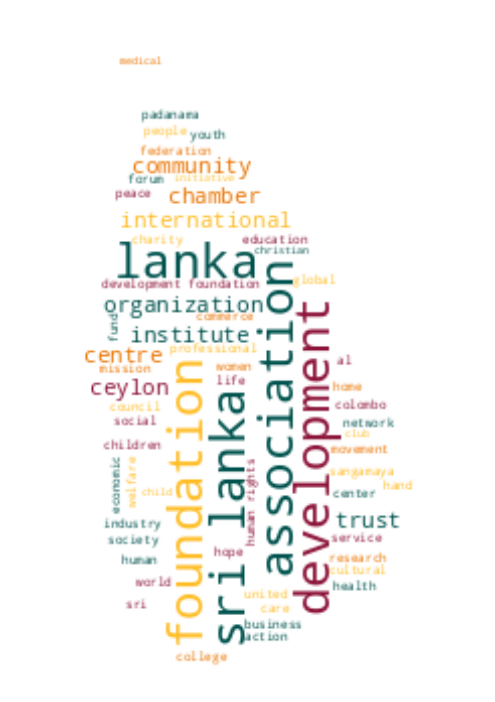 medical
padanama
people youth
federation
community
forum initiative
peace chamber
international
charity education
lanka christian
development foundation global
organization
fund commerce
institute
association
development
centre professional
mission women al
ceylon life home
council colombo
social network
club
children movement
foundation
sri lanka
economic welfare human rights sangamaya
child center hand
industry trust
society service
human hope research
cultural
world health
sri united
care
business
action
college